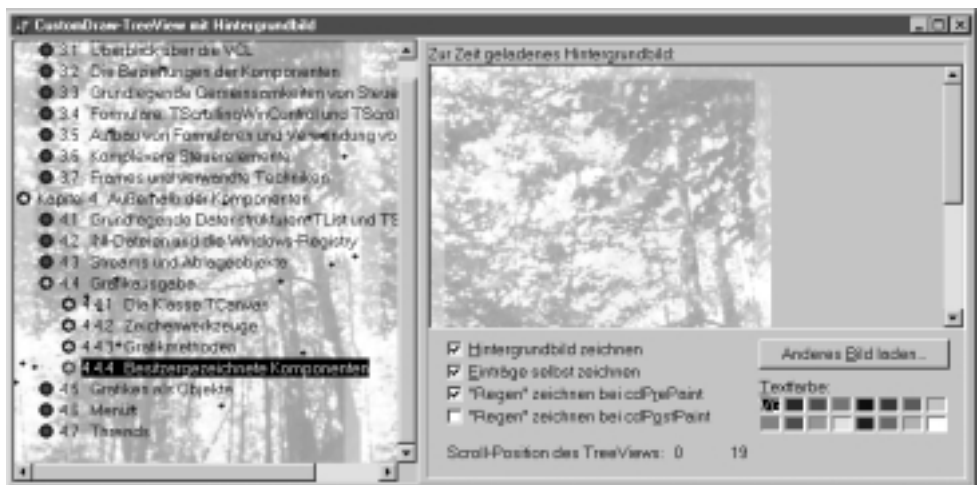 CustomDraw-TreeView mit Hintergrundbild
3.1 Überblick über die VCL
3.2 Die Beziehungen der Komponenten
3.3 Grundlegende Gemeinsamkeiten von Steue
3.4 Formulare, TScrollingWinControl und TScrol
3.5 Aufbau von Formularen und Verwendung vo
3.6 Komplexere Steuerelemente
3.7 Frames und verwandte Techniken
Kapitel 4 Außerhalb der Komponenten
4.1 Grundlegende Datenstrukturen TList und TS
4.2 INI-Dateien und die Windows-Registry
4.3 Streams und Ablageobjekte
4.4 Grafikausgabe
4.4.1 Die Klasse TCanvas
4.4.2 Zeichenwerkzeuge
4.4.3 Grafikmethoden
4.4.4 Besitzergezeichnete Komponenten
4.5 Grafiken als Objekte
4.6 Menüs
4.7 Threads
Zur Zeit geladenes Hintergrundbild:
Hintergrundbild zeichnen
Einträge selbst zeichnen
"Regen" zeichnen bei cdPrePaint
"Regen" zeichnen bei cdPostPaint
Scroll-Position des TreeViews: 0 19
Anderes Bild laden...
Textfarbe: